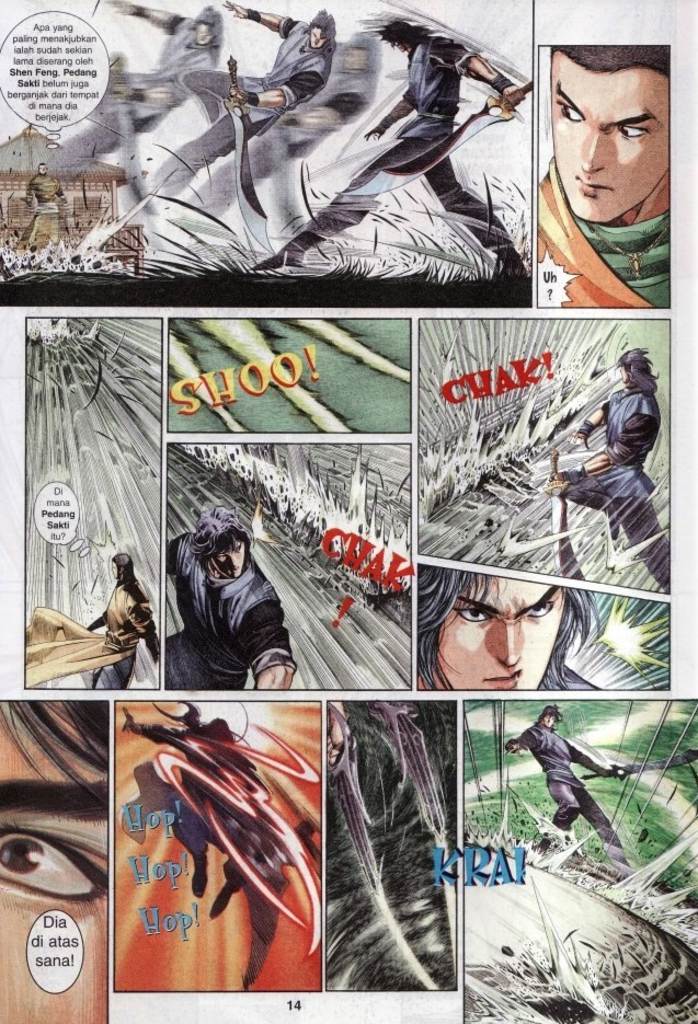 Apa yang
paling menakjubkan
ialah sudah sekian
lama diserang oleh
Shen Feng, Pedang
Sakti belum juga
berganjak dari tempat
di mana dia
berjejak.
Uh
?
SHOO!
CHAK!
Di
mana
Pedang
Sakti
itu?
CHAK
!
Dia
di atas
sana!
Hop!
Hop!
Hop!
KRAI
14